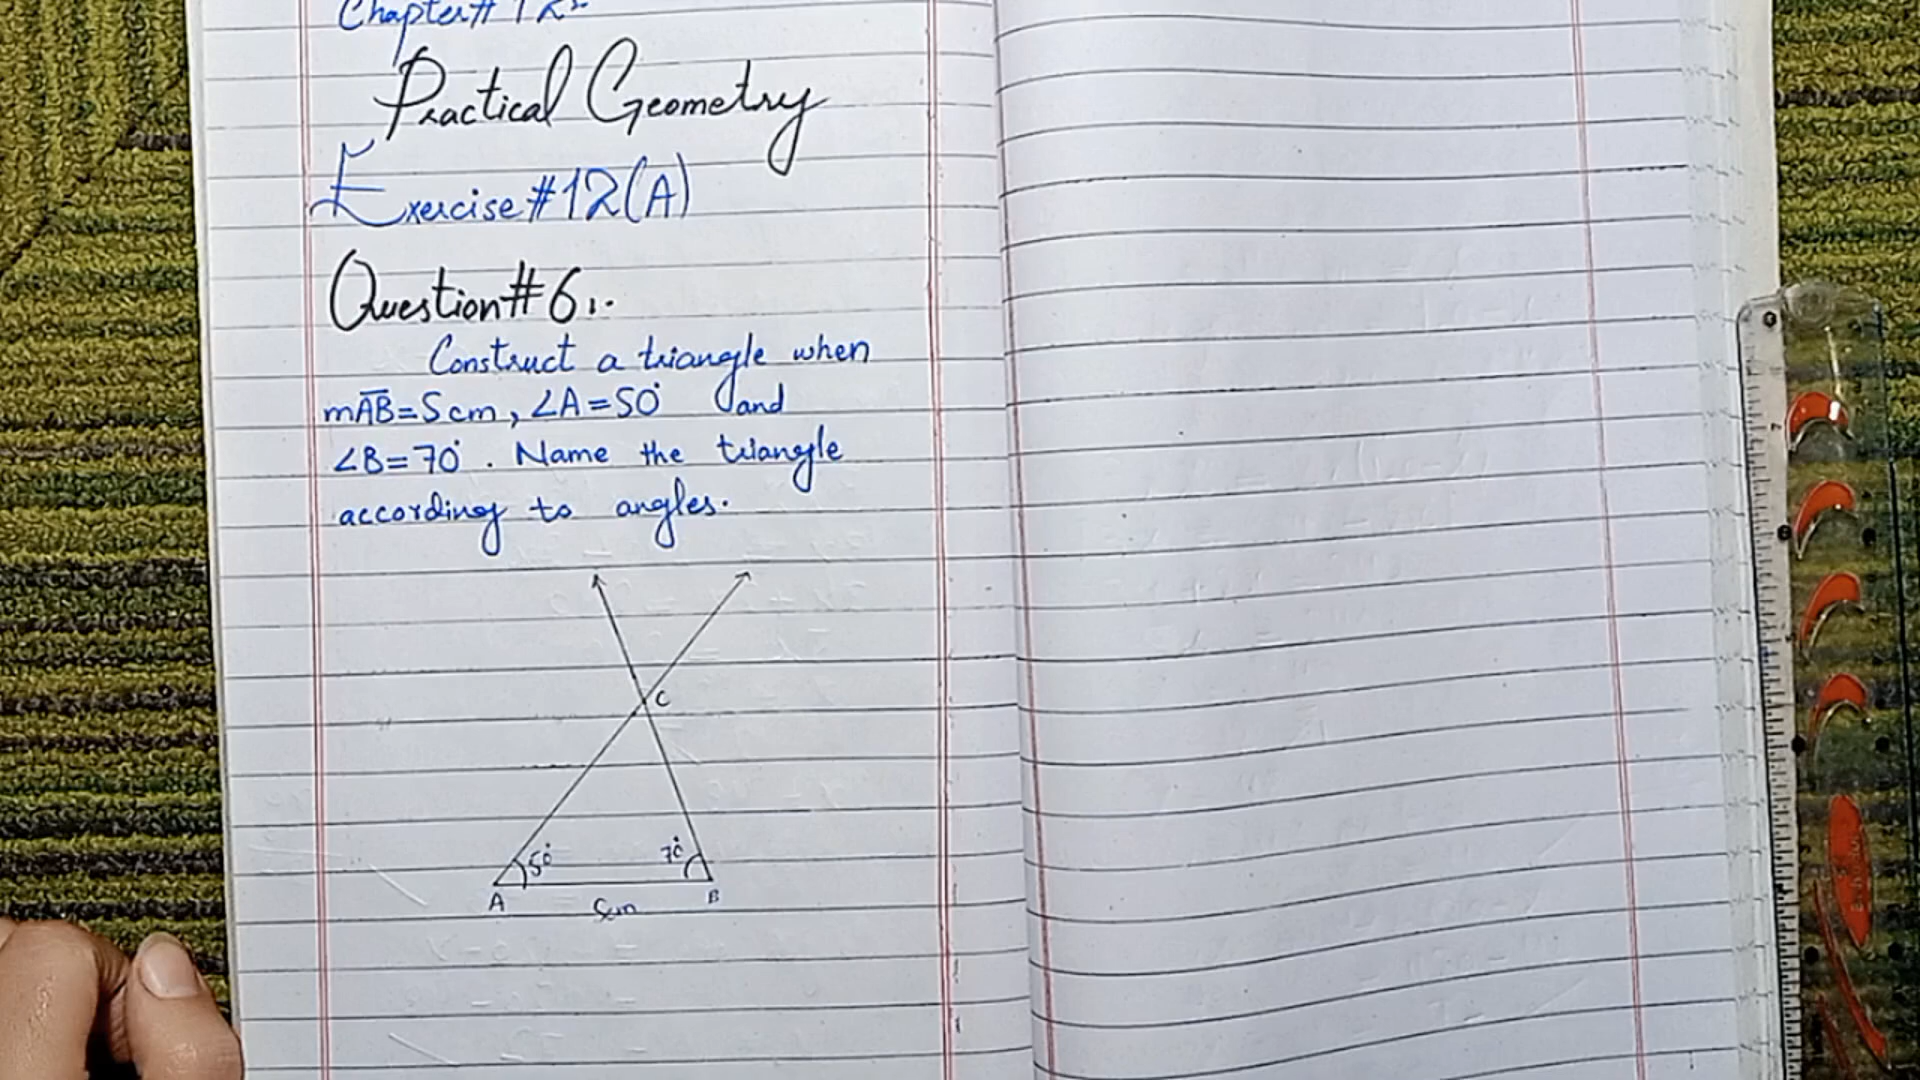 Chapter# 12:-
Practical Geometry
Exercise#12(A)
Question#6:-
Construct a triangle when
mAB=5cm, ∠A=50° and
∠B=70°. Name the triangle
according to angles.
C
50° 70°
A 5cm B